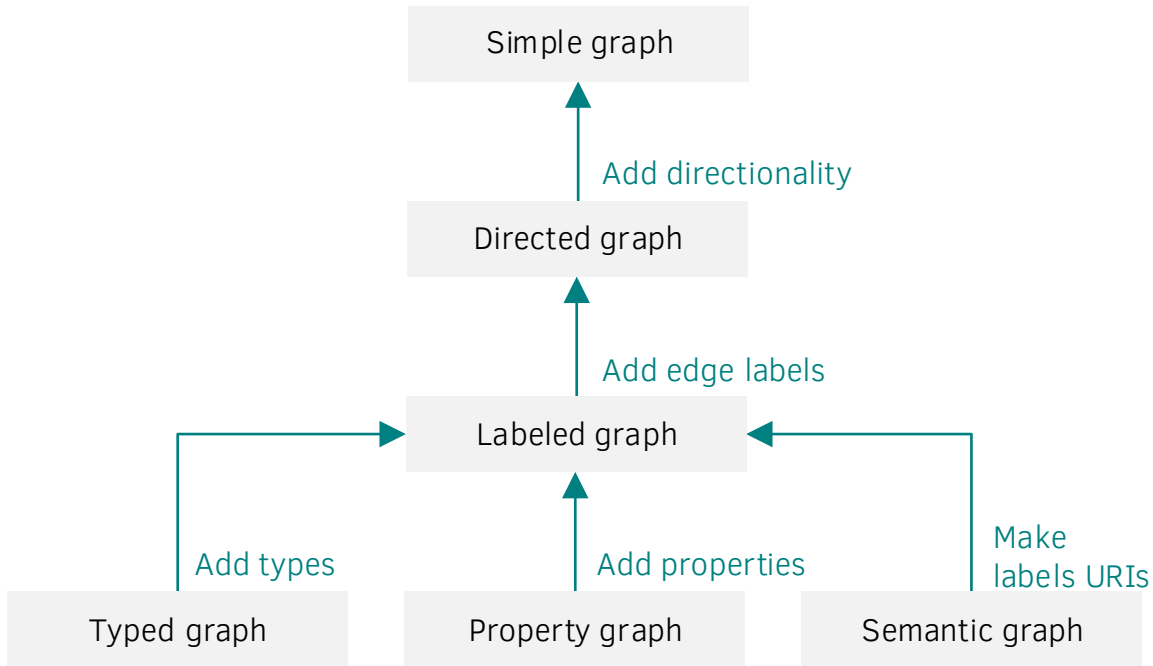 Simple graph
Add directionality
Directed graph
Add edge labels
Labeled graph
Add types
Add properties
Make
labels URIs
Typed graph
Property graph
Semantic graph